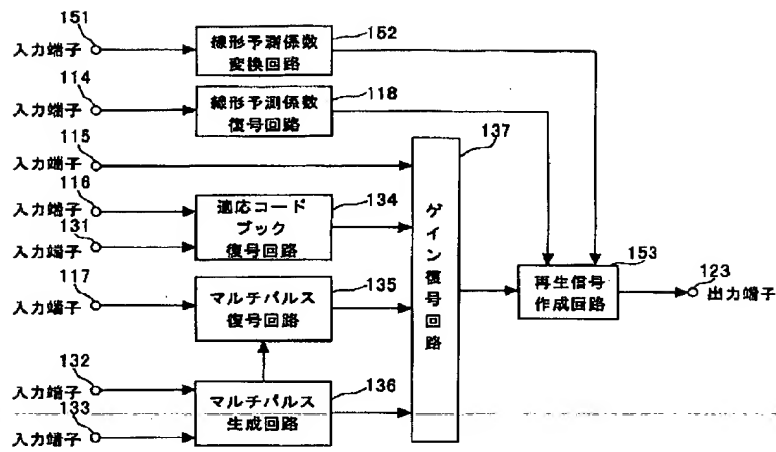 151
入力端子
線形予測係数
変換回路
152
114
入力端子
線形予測係数
復号回路
118
115
入力端子
137
ゲイン復号回路
116
入力端子
131
入力端子
適応コード
ブック
復号回路
134
117
入力端子
マルチパルス
復号回路
135
132
入力端子
133
入力端子
マルチパルス
生成回路
136
再生信号
作成回路
153
123
出力端子